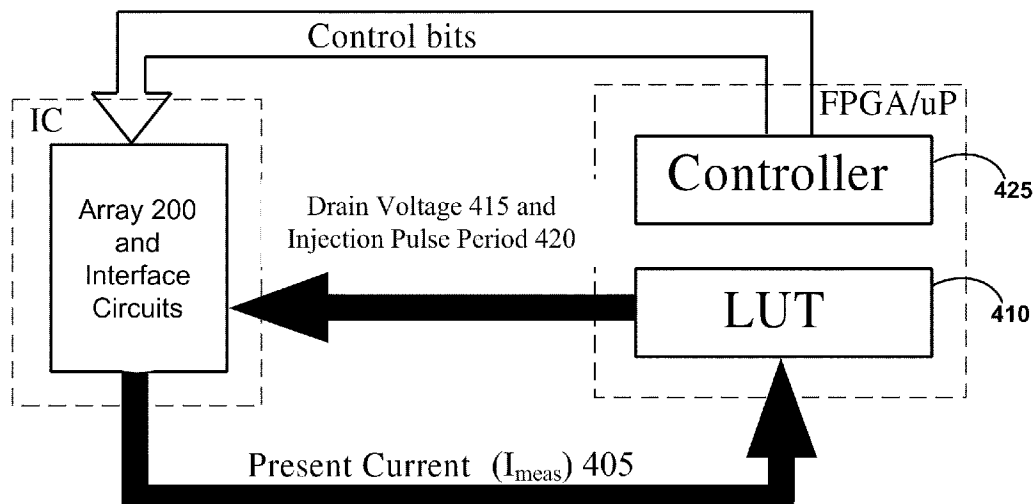 Control bits
IC
FPGA/uP
Controller
425
Array 200
and
Interface
Circuits
Drain Voltage 415 and
Injection Pulse Period 420
LUT
410
Present Current (Imeas) 405